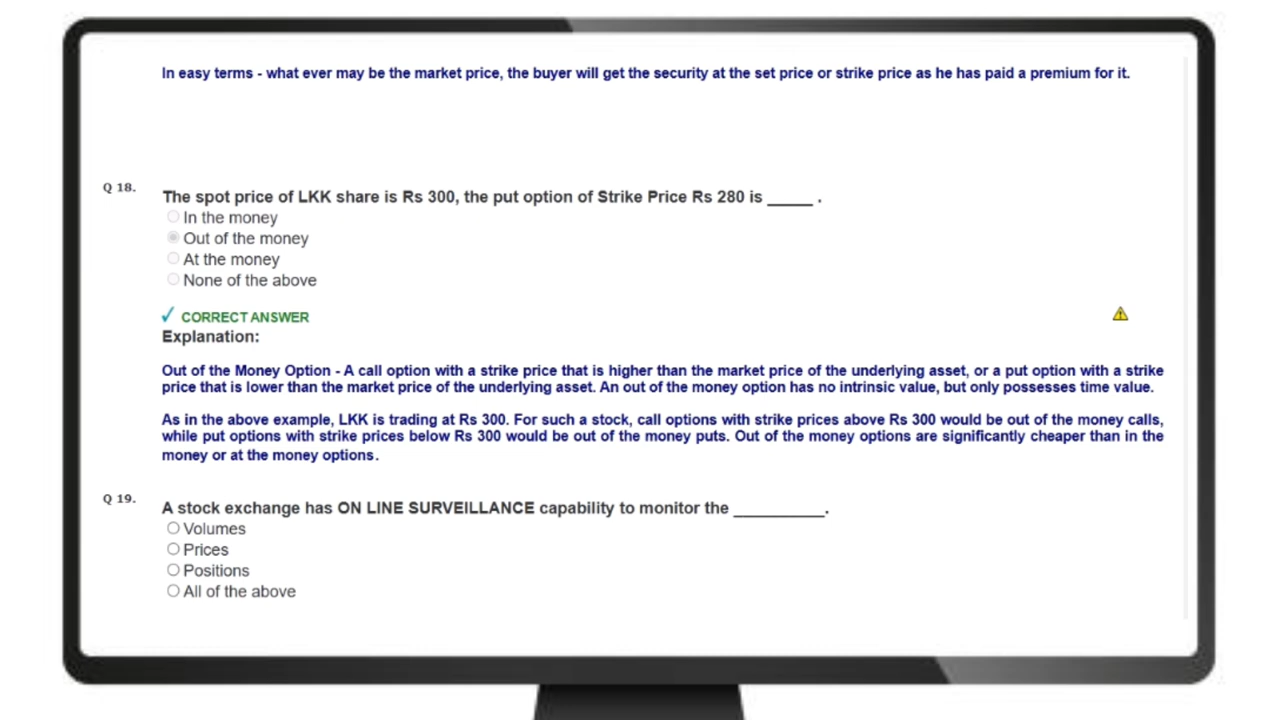 In easy terms - what ever may be the market price, the buyer will get the security at the set price or strike price as he has paid a premium for it.
Q 18.
The spot price of LKK share is Rs 300, the put option of Strike Price Rs 280 is _____ .
In the money
Out of the money
At the money
None of the above
✓ CORRECT ANSWER
Explanation:
Out of the Money Option - A call option with a strike price that is higher than the market price of the underlying asset, or a put option with a strike
price that is lower than the market price of the underlying asset. An out of the money option has no intrinsic value, but only possesses time value.
As in the above example, LKK is trading at Rs 300. For such a stock, call options with strike prices above Rs 300 would be out of the money calls,
while put options with strike prices below Rs 300 would be out of the money puts. Out of the money options are significantly cheaper than in the
money or at the money options.
Q 19.
A stock exchange has ON LINE SURVEILLANCE capability to monitor the __________.
Volumes
Prices
Positions
All of the above